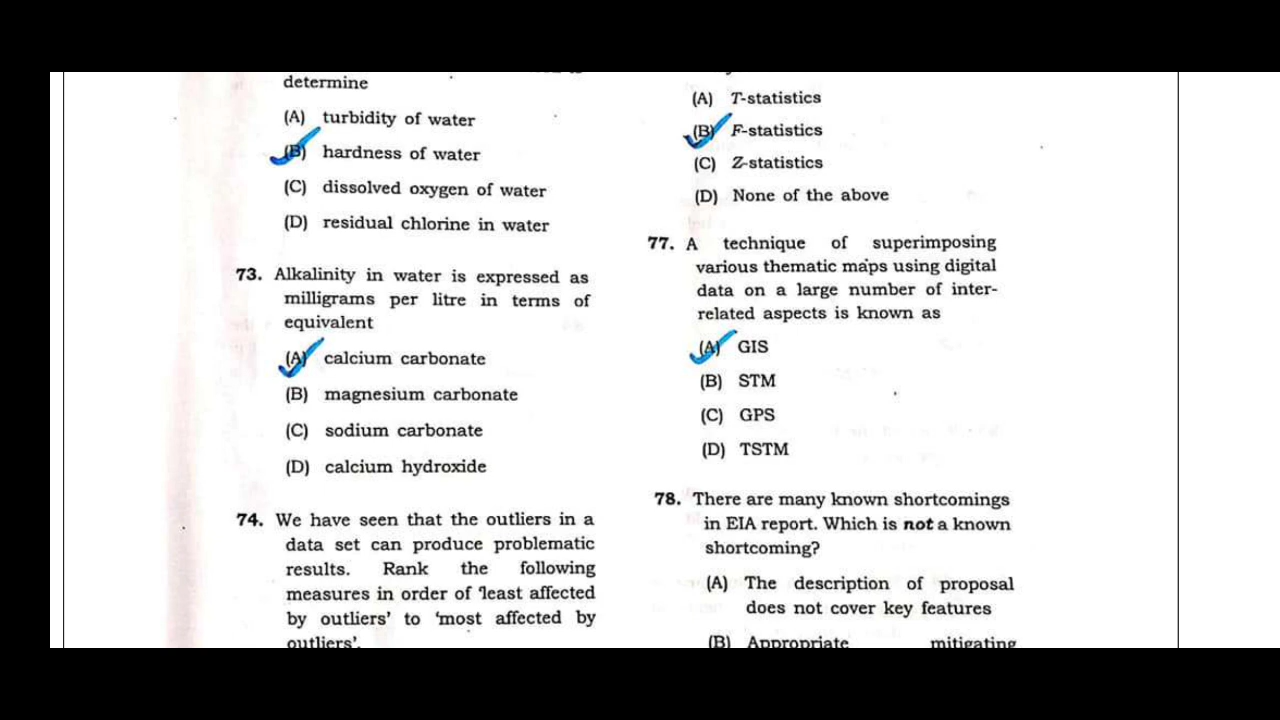 determine
(A) turbidity of water
(B) hardness of water
(C) dissolved oxygen of water
(D) residual chlorine in water
73. Alkalinity in water is expressed as
milligrams per litre in terms of
equivalent
(A) calcium carbonate
(B) magnesium carbonate
(C) sodium carbonate
(D) calcium hydroxide
74. We have seen that the outliers in a
data set can produce problematic
results. Rank the following
measures in order of 'least affected
by outliers' to 'most affected by
outliers'.
(A) T-statistics
(B) F-statistics
(C) Z-statistics
(D) None of the above
77. A technique of superimposing
various thematic maps using digital
data on a large number of inter-
related aspects is known as
(A) GIS
(B) STM
(C) GPS
(D) TSTM
78. There are many known shortcomings
in EIA report. Which is not a known
shortcoming?
(A) The description of proposal
does not cover key features
(B) Appropriate mitigating